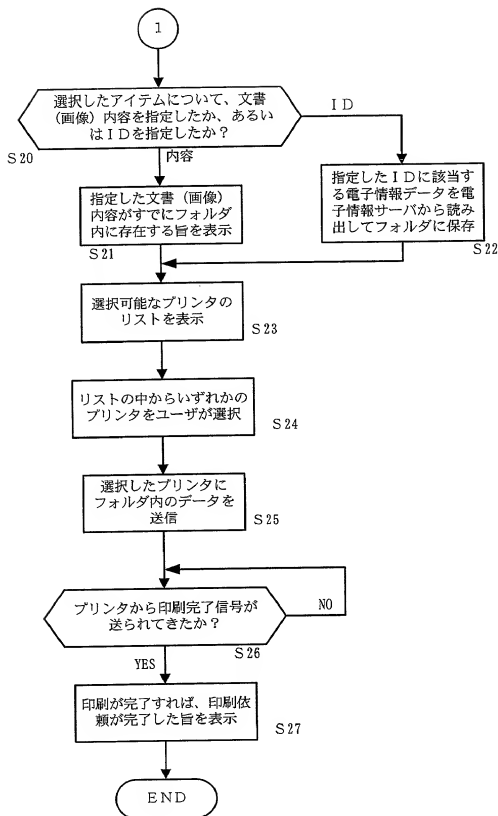 1
選択したアイテムについて、文書
(画像)内容を指定したか、あるい
はIDを指定したか?
ID
S20
内容
指定した文書(画像)
内容がすでにフォルダ
内に存在する旨を表示
S21
指定したIDに該当す
る電子情報データを電
子情報サーバから読み
出してフォルダに保存
S22
選択可能なプリンタの
リストを表示
S23
リストの中からいずれかの
プリンタをユーザが選択
S24
選択したプリンタに
フォルダ内のデータを
送信
S25
プリンタから印刷完了信号が
送られてきたか?
NO
S26
YES
印刷が完了すれば、印刷依
頼が完了した旨を表示
S27
END